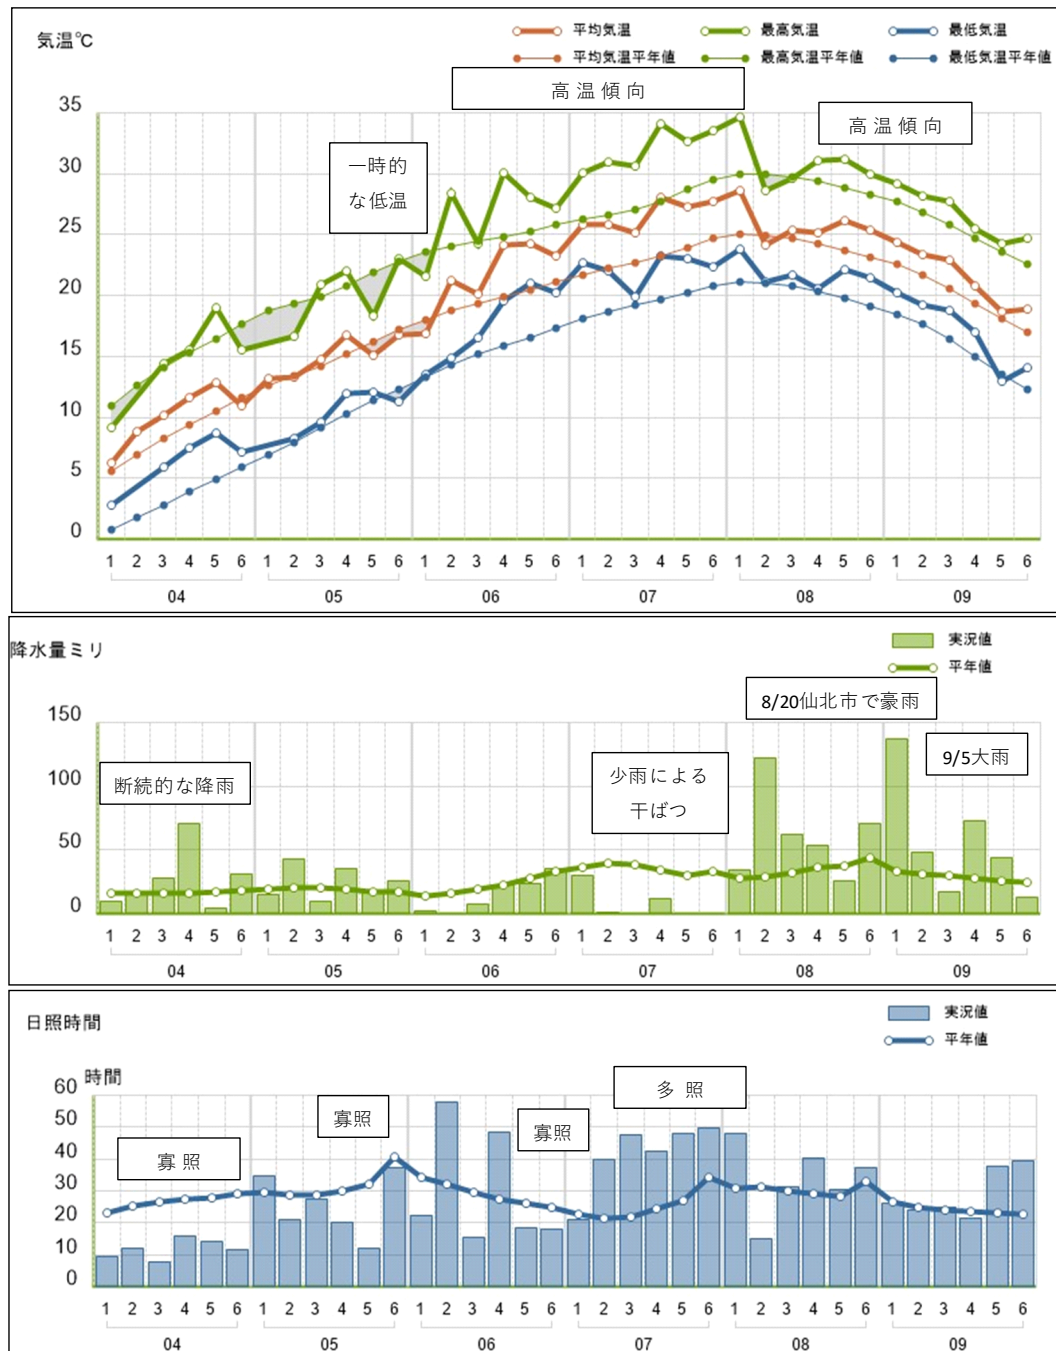 気温℃
平均気温 最高気温 最低気温
平均気温平年値 最高気温平年値 最低気温平年値
高温傾向
高温傾向
一時的
な低温
35
30
25
20
15
10
5
0
1 2 3 4 5 6 1 2 3 4 5 6 1 2 3 4 5 6 1 2 3 4 5 6 1 2 3 4 5 6 1 2 3 4 5 6
04 05 06 07 08 09
降水量ミリ
実況値
平年値
8/20仙北市で豪雨
9/5大雨
断続的な降雨
少雨による
干ばつ
150
100
50
0
1 2 3 4 5 6 1 2 3 4 5 6 1 2 3 4 5 6 1 2 3 4 5 6 1 2 3 4 5 6 1 2 3 4 5 6
04 05 06 07 08 09
日照時間
実況値
平年値
時間
多照
寡照
寡照
寡照
60
50
40
30
20
10
0
1 2 3 4 5 6 1 2 3 4 5 6 1 2 3 4 5 6 1 2 3 4 5 6 1 2 3 4 5 6 1 2 3 4 5 6
04 05 06 07 08 09